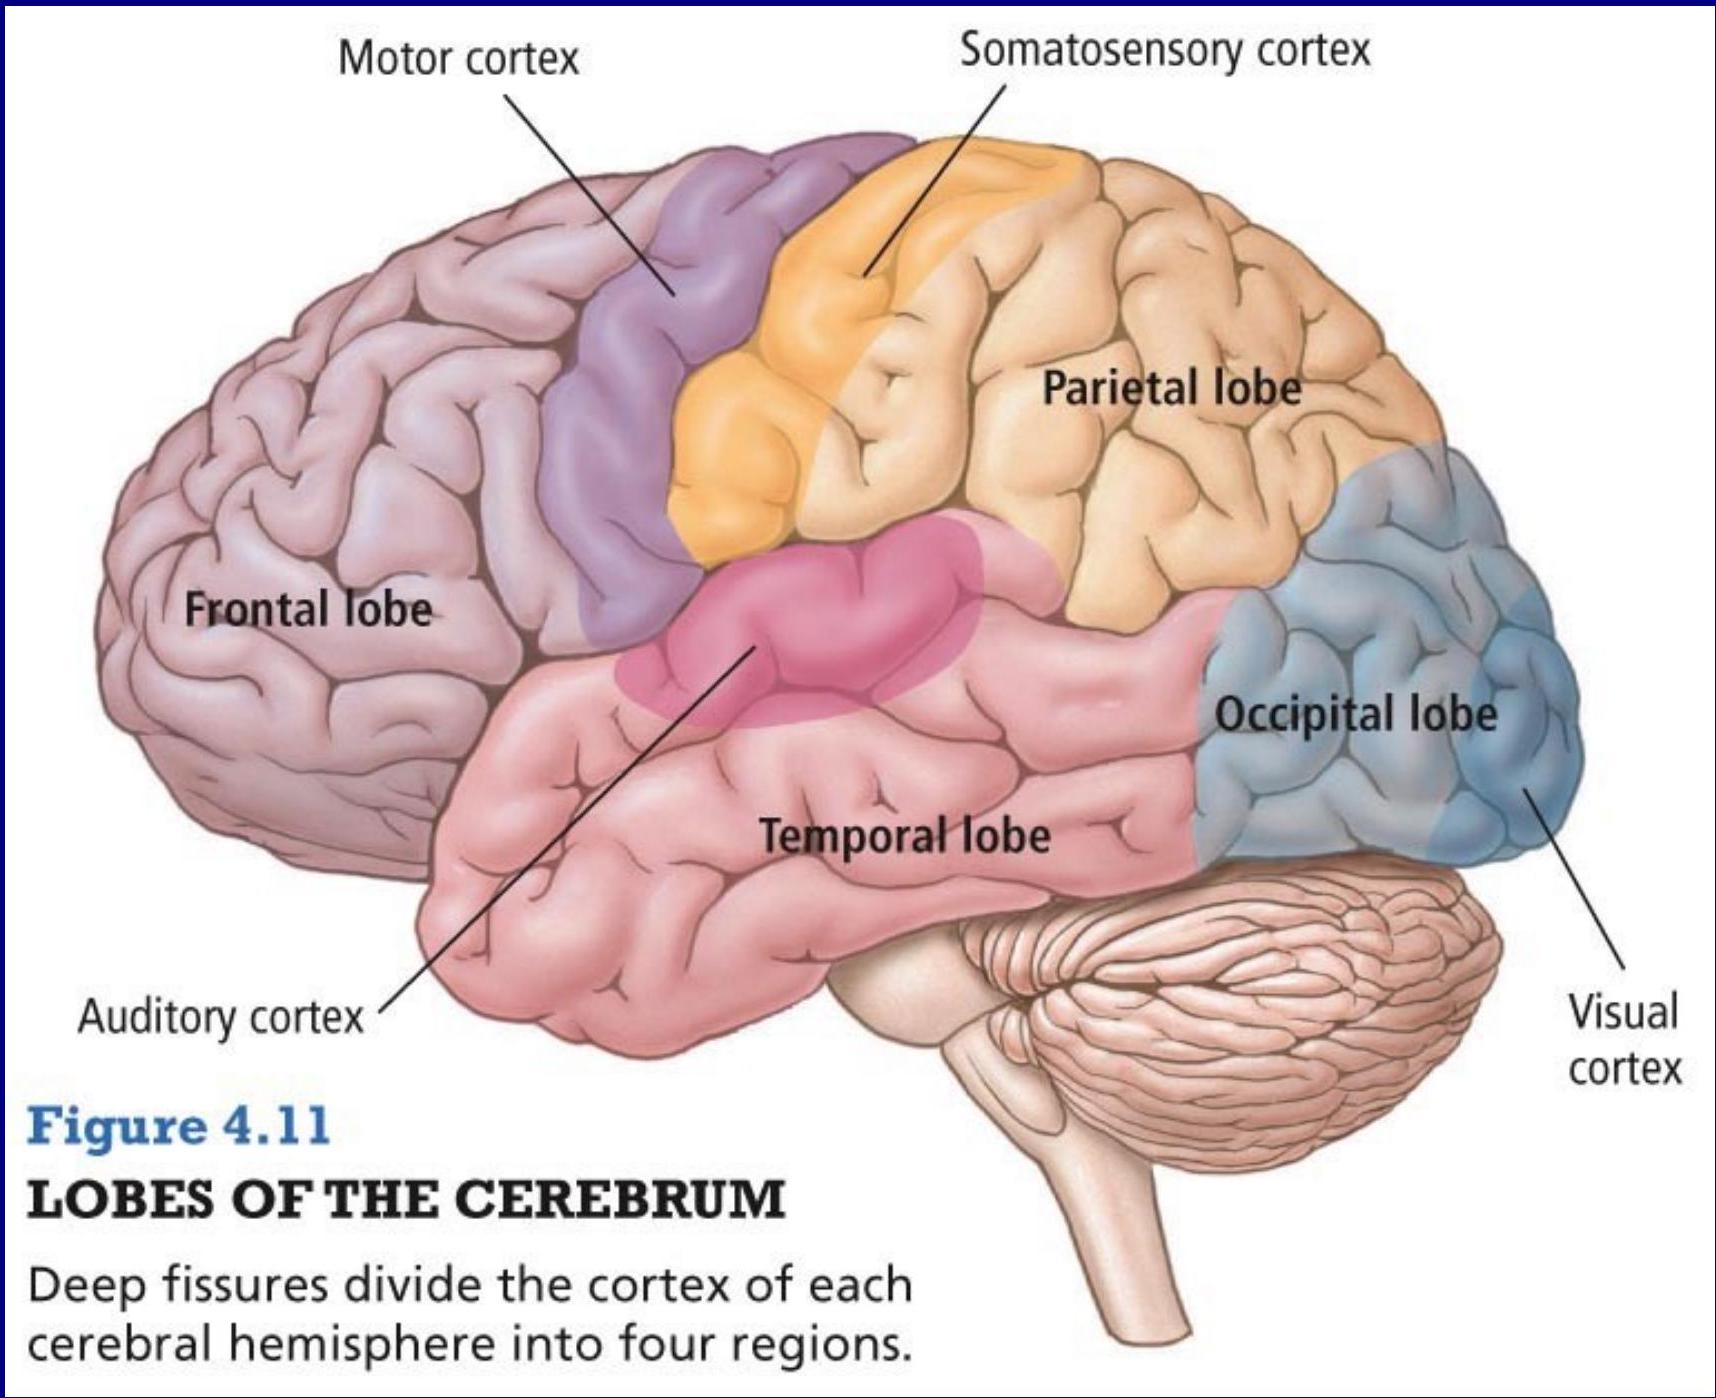 Motor cortex
Somatosensory cortex
Parietal lobe
Frontal lobe
Occipital lobe
Temporal lobe
Auditory cortex
Visual
cortex
Figure 4.11
LOBES OF THE CEREBRUM
Deep fissures divide the cortex of each
cerebral hemisphere into four regions.